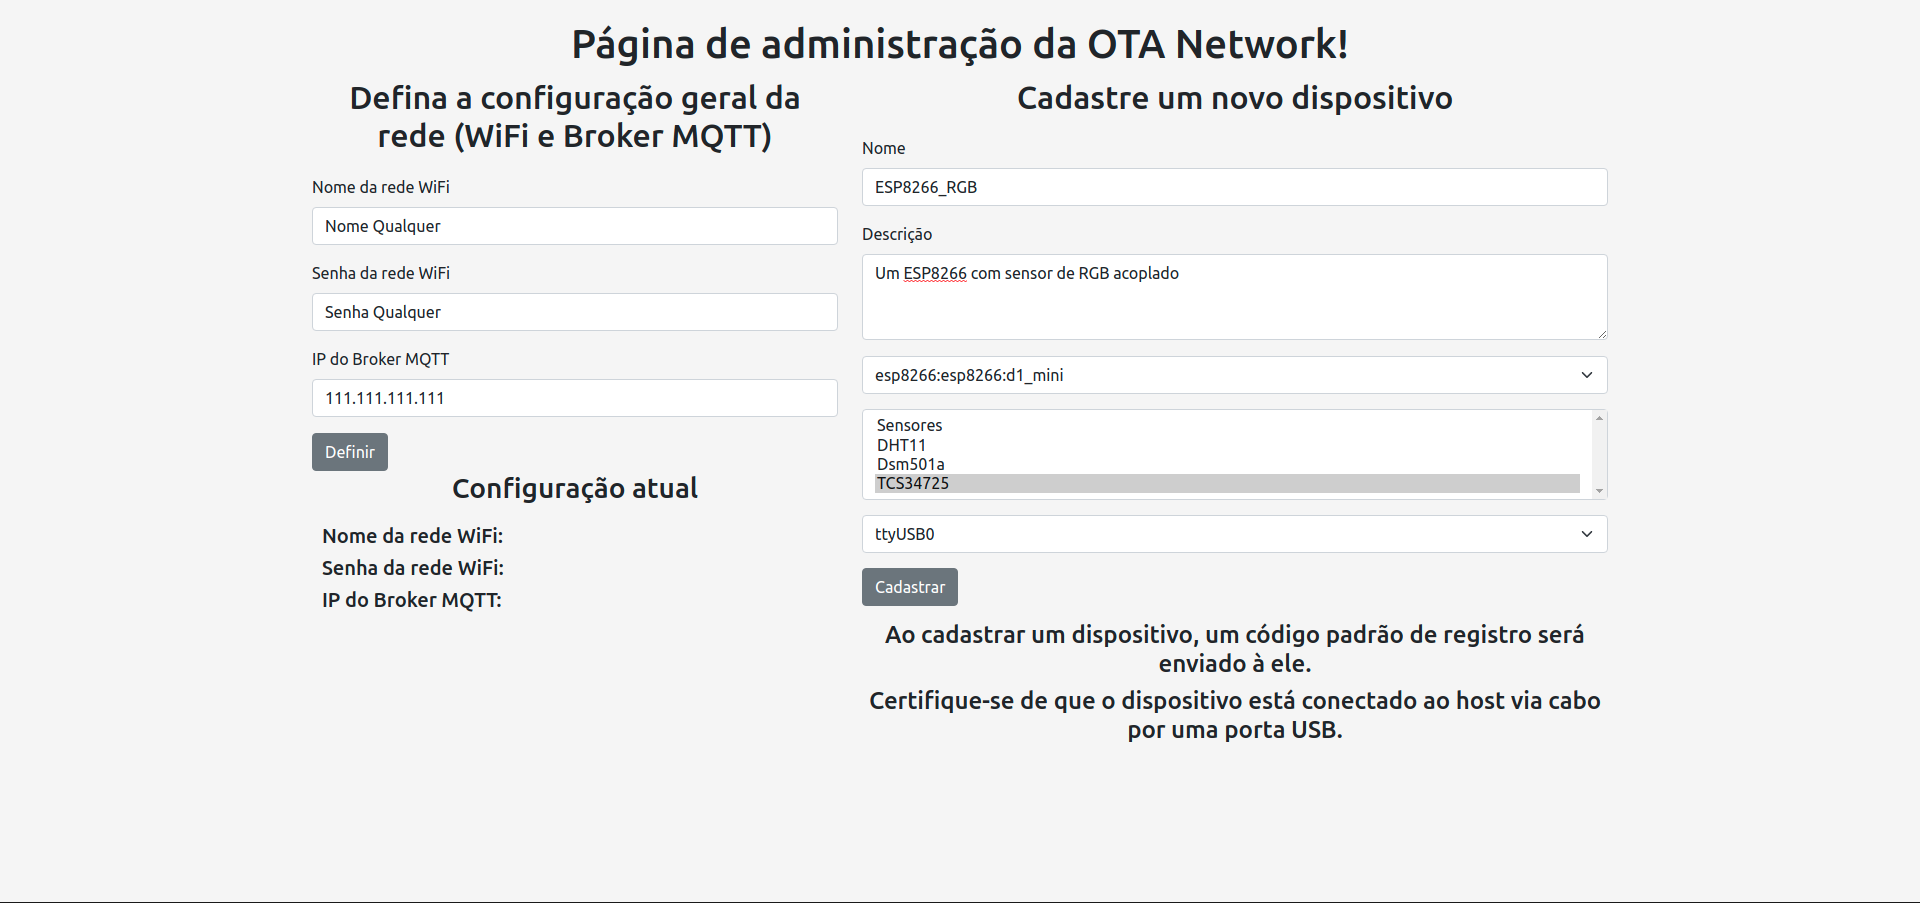 Página de administração da OTA Network!
Defina a configuração geral da
rede (WiFi e Broker MQTT)
Nome da rede WiFi
Nome Qualquer
Senha da rede WiFi
Senha Qualquer
IP do Broker MQTT
111.111.111.111
Definir
Configuração atual
Nome da rede WiFi:
Senha da rede WiFi:
IP do Broker MQTT:
Cadastre um novo dispositivo
Nome
ESP8266_RGB
Descrição
Um ESP8266 com sensor de RGB acoplado
esp8266:esp8266:d1_mini
Sensores
DHT11
Dsm501a
TCS34725
ttyUSB0
Cadastrar
Ao cadastrar um dispositivo, um código padrão de registro será
enviado à ele.
Certifique-se de que o dispositivo está conectado ao host via cabo
por uma porta USB.